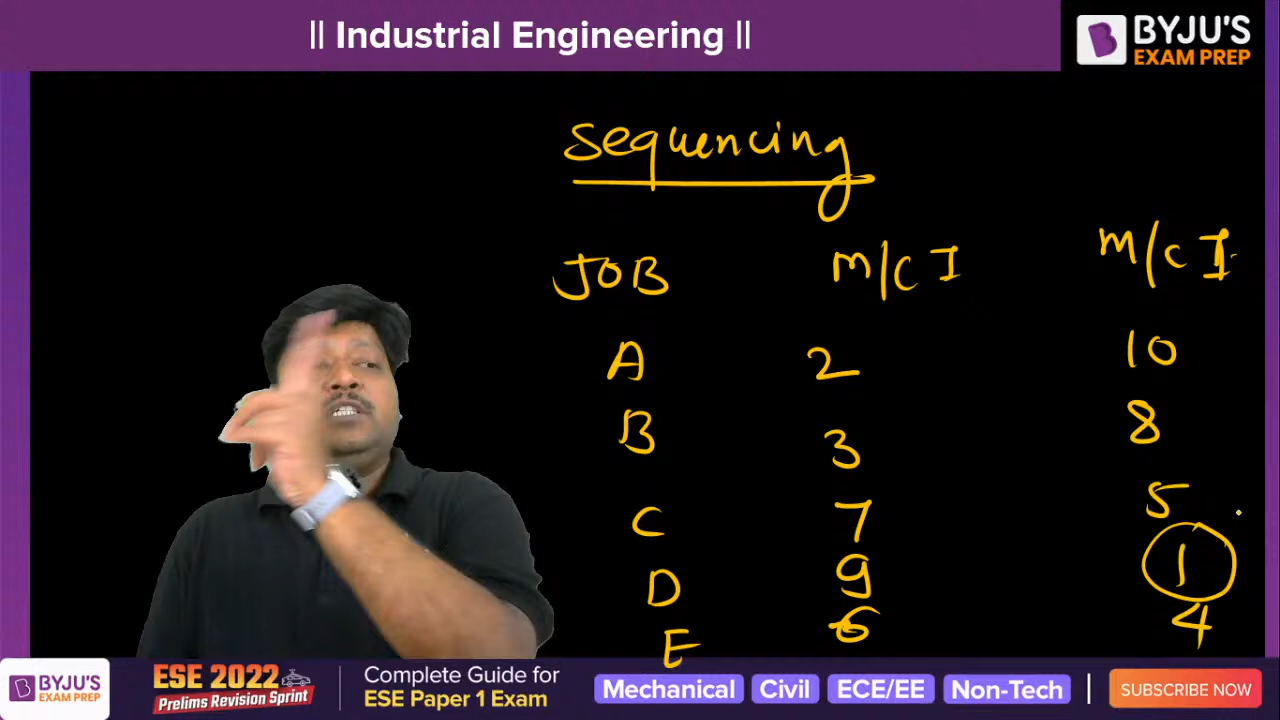 || Industrial Engineering ||
BYJU'S
EXAM PREP
Sequencing
JOB M/C I M/C II
A 2 10
B 3 8
C 7 5
D 9 1
E 6 4
BYJU'S
EXAM PREP
ESE 2022
Prelims Revision Sprint
Complete Guide for
ESE Paper 1 Exam
Mechanical Civil ECE/EE Non-Tech | SUBSCRIBE NOW